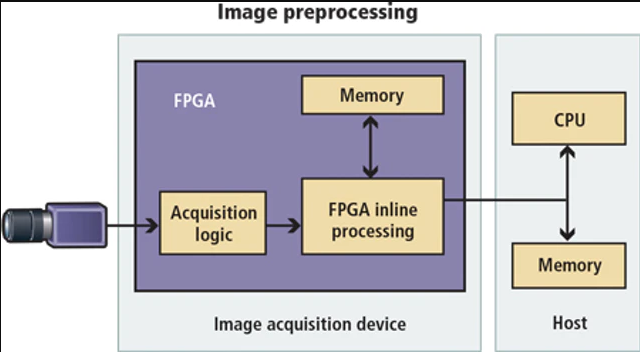 Image preprocessing
FPGA
Memory
CPU
Acquisition
logic
FPGA inline
processing
Memory
Image acquisition device
Host